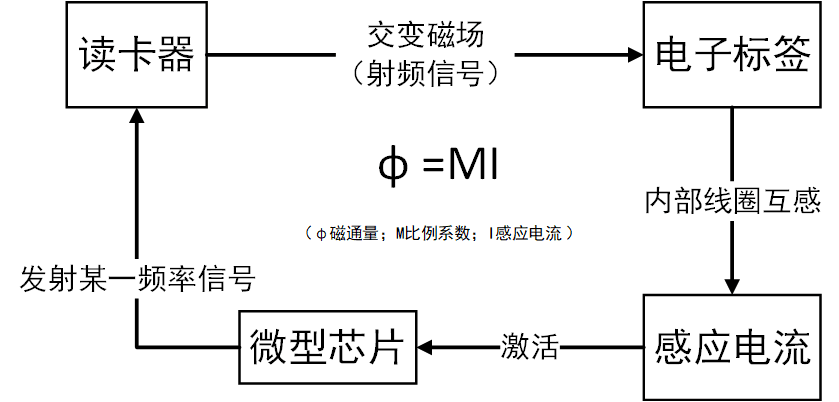 读卡器
交变磁场
（射频信号）
电子标签
ф =MI
（ф磁通量；M比例系数；I感应电流）
内部线圈互感
发射某一频率信号
微型芯片
激活
感应电流